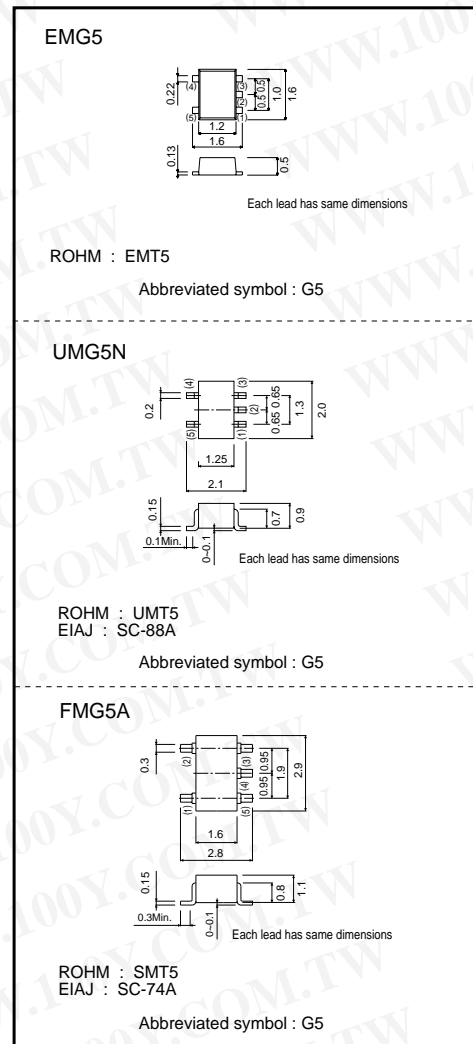 EMG5
0.22
(4)
(3)
(2)
(5)
(1)
0.5 0.5
1.0
1.6
1.2
1.6
0.13
0.5
Each lead has same dimensions
ROHM : EMT5
Abbreviated symbol : G5
UMG5N
0.2
(4)
(3)
(2)
(5)
(1)
0.65 0.65
1.3
2.0
1.25
2.1
0.15
0.1Min.
0~0.1
0.7
0.9
Each lead has same dimensions
ROHM : UMT5
EIAJ : SC-88A
Abbreviated symbol : G5
FMG5A
0.3
(2)
(3)
(4)
(1)
(5)
0.95 0.95
1.9
2.9
1.6
2.8
0.15
0.3Min.
0~0.1
0.8
1.1
Each lead has same dimensions
ROHM : SMT5
EIAJ : SC-74A
Abbreviated symbol : G5
WWW.100Y.COM.TW